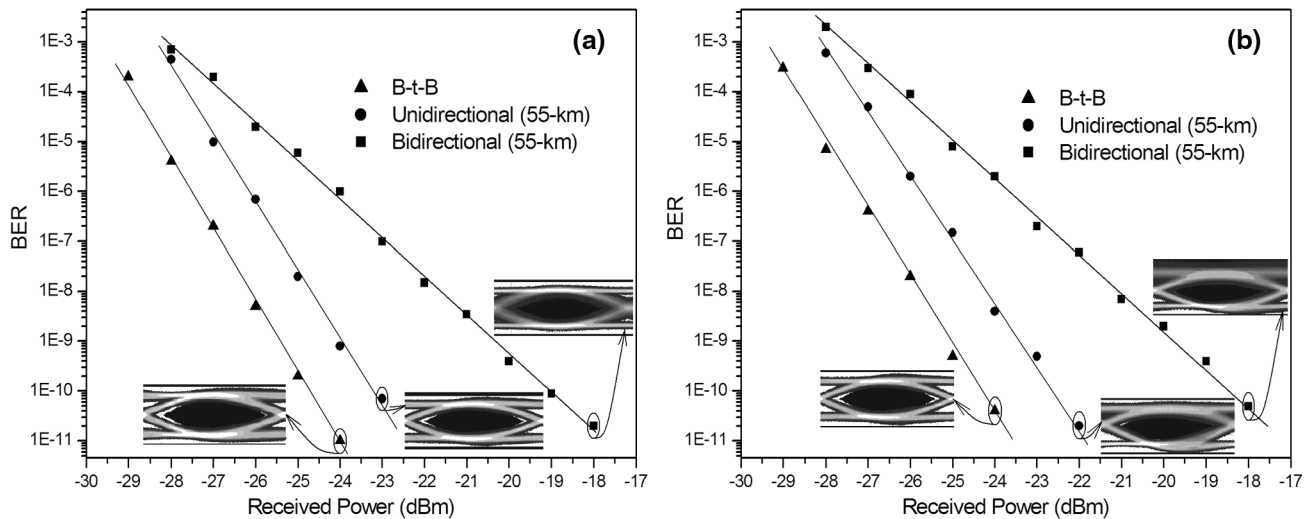 (a)
1E-3
1E-4
1E-5
1E-6
1E-7
1E-8
1E-9
1E-10
1E-11
BER
B-t-B
Unidirectional (55-km)
Bidirectional (55-km)
-30 -29 -28 -27 -26 -25 -24 -23 -22 -21 -20 -19 -18 -17
Received Power (dBm)
(b)
1E-3
1E-4
1E-5
1E-6
1E-7
1E-8
1E-9
1E-10
1E-11
BER
B-t-B
Unidirectional (55-km)
Bidirectional (55-km)
-30 -29 -28 -27 -26 -25 -24 -23 -22 -21 -20 -19 -18 -17
Received Power (dBm)